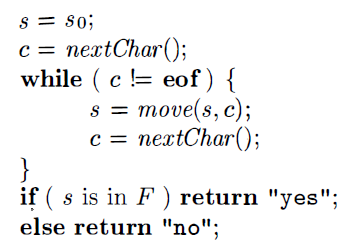 s = s₀;
c = nextChar();
while ( c != eof ) {
s = move(s, c);
c = nextChar();
}
if ( s is in F ) return "yes";
else return "no";